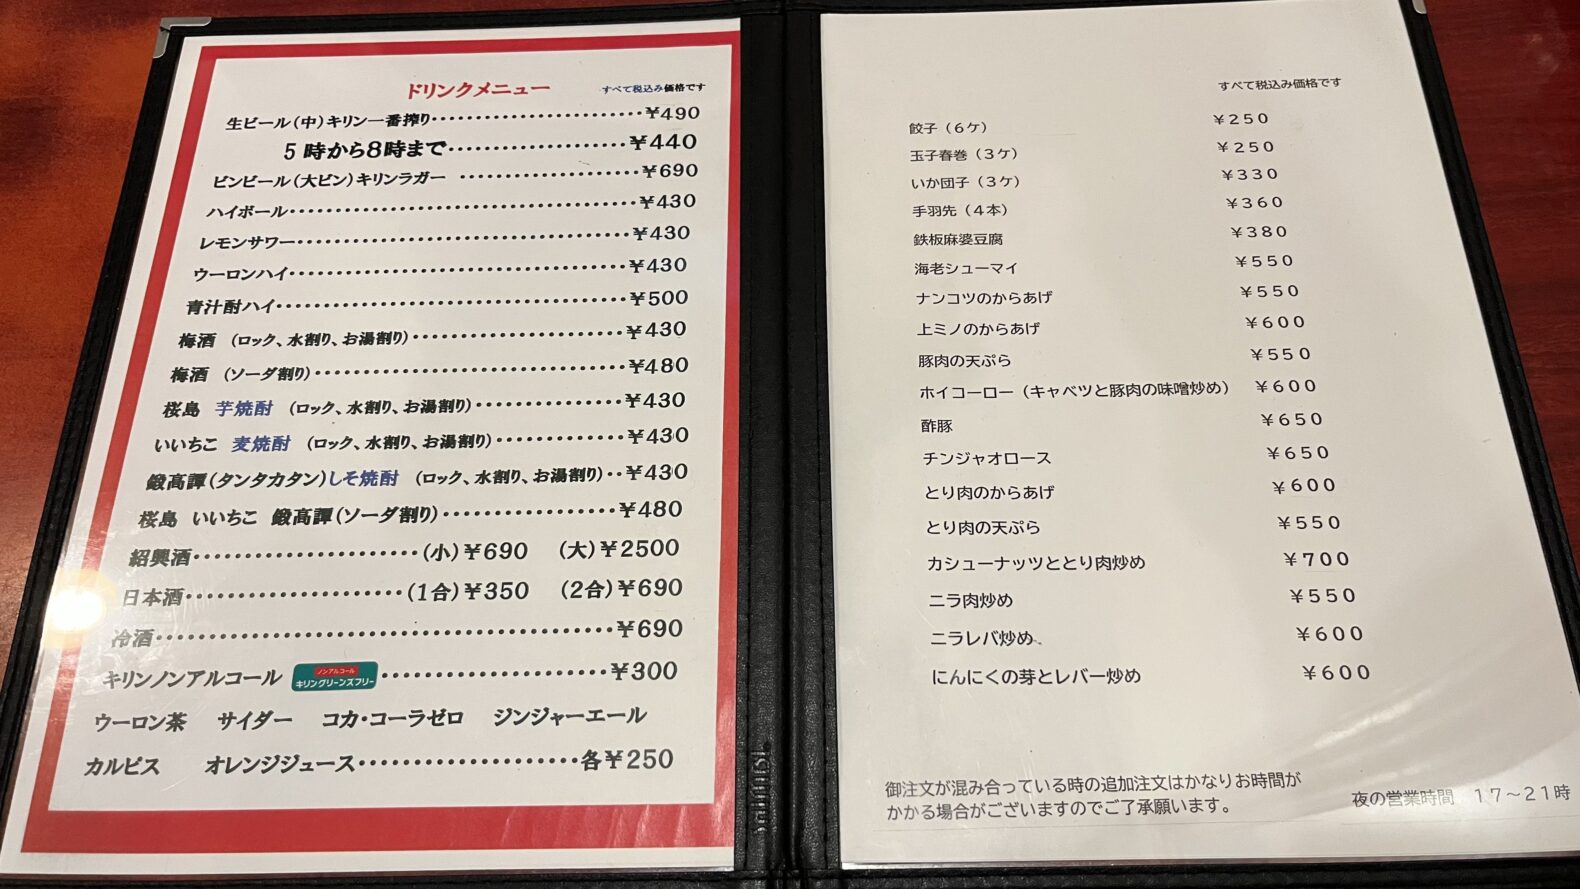 ドリンクメニュー すべて税込み価格です
生ビール(中)キリン一番搾り・・・・・・・・・・・・・・・・・・・・・・・・¥490
5時から8時まで・・・・・・・・・・・・・・・・・・・・¥440
ビンビール(大ビン)キリンラガー ・・・・・・・・・・・・・・・・・・・・¥690
ハイボール・・・・・・・・・・・・・・・・・・・・・・・・・・・・・・・・・・¥430
レモンサワー・・・・・・・・・・・・・・・・・・・・・・・・・・・・・・・・・¥430
ウーロンハイ・・・・・・・・・・・・・・・・・・・・・・・・・・・・・・・・・¥430
青汁酎ハイ・・・・・・・・・・・・・・・・・・・・・・・・・・・・・・・・・・¥500
梅酒 (ロック、水割り、お湯割り)・・・・・・・・・・・・・・・・・・・・¥430
梅酒 (ソーダ割り)・・・・・・・・・・・・・・・・・・・・・・・・・・・・・・¥480
桜島 芋焼酎 (ロック、水割り、お湯割り)・・・・・・・・・・・・・・¥430
いいちこ 麦焼酎 (ロック、水割り、お湯割り)・・・・・・・・・・・・¥430
鍛高譚(タンタカタン)しそ焼酎 (ロック、水割り、お湯割り)・・¥430
桜島 いいちこ 鍛高譚(ソーダ割り)・・・・・・・・・・・・・・・・・¥480
紹興酒・・・・・・・・・・・・・・・・・・・・・・(小)¥690 (大)¥2500
日本酒・・・・・・・・・・・・・・・・・・・・・(1合)¥350 (2合)¥690
冷酒・・・・・・・・・・・・・・・・・・・・・・・・・・・・・・・・・・・・・・・・・・・¥690
キリンノンアルコール ノンアルコール キリングリーンズフリー・・・・・・・・・・・・・・・・・・・・・・¥300
ウーロン茶 サイダー コカ・コーラゼロ ジンジャーエール
カルピス オレンジジュース・・・・・・・・・・・・・・・・・・・・・各¥250
すべて税込み価格です
餃子(6ケ) ¥250
玉子春巻(3ケ) ¥250
いか団子(3ケ) ¥330
手羽先(4本) ¥360
鉄板麻婆豆腐 ¥380
海老シューマイ ¥550
ナンコツのからあげ ¥550
上ミノのからあげ ¥600
豚肉の天ぷら ¥550
ホイコーロー(キャベツと豚肉の味噌炒め) ¥600
酢豚 ¥650
チンジャオロース ¥650
とり肉のからあげ ¥600
とり肉の天ぷら ¥550
カシューナッツととり肉炒め ¥700
ニラ肉炒め ¥550
ニラレバ炒め ¥600
にんにくの芽とレバー炒め ¥600
御注文が混み合っている時の追加注文はかなりお時間が
かかる場合がございますのでご了承願います。
夜の営業時間 17～21時